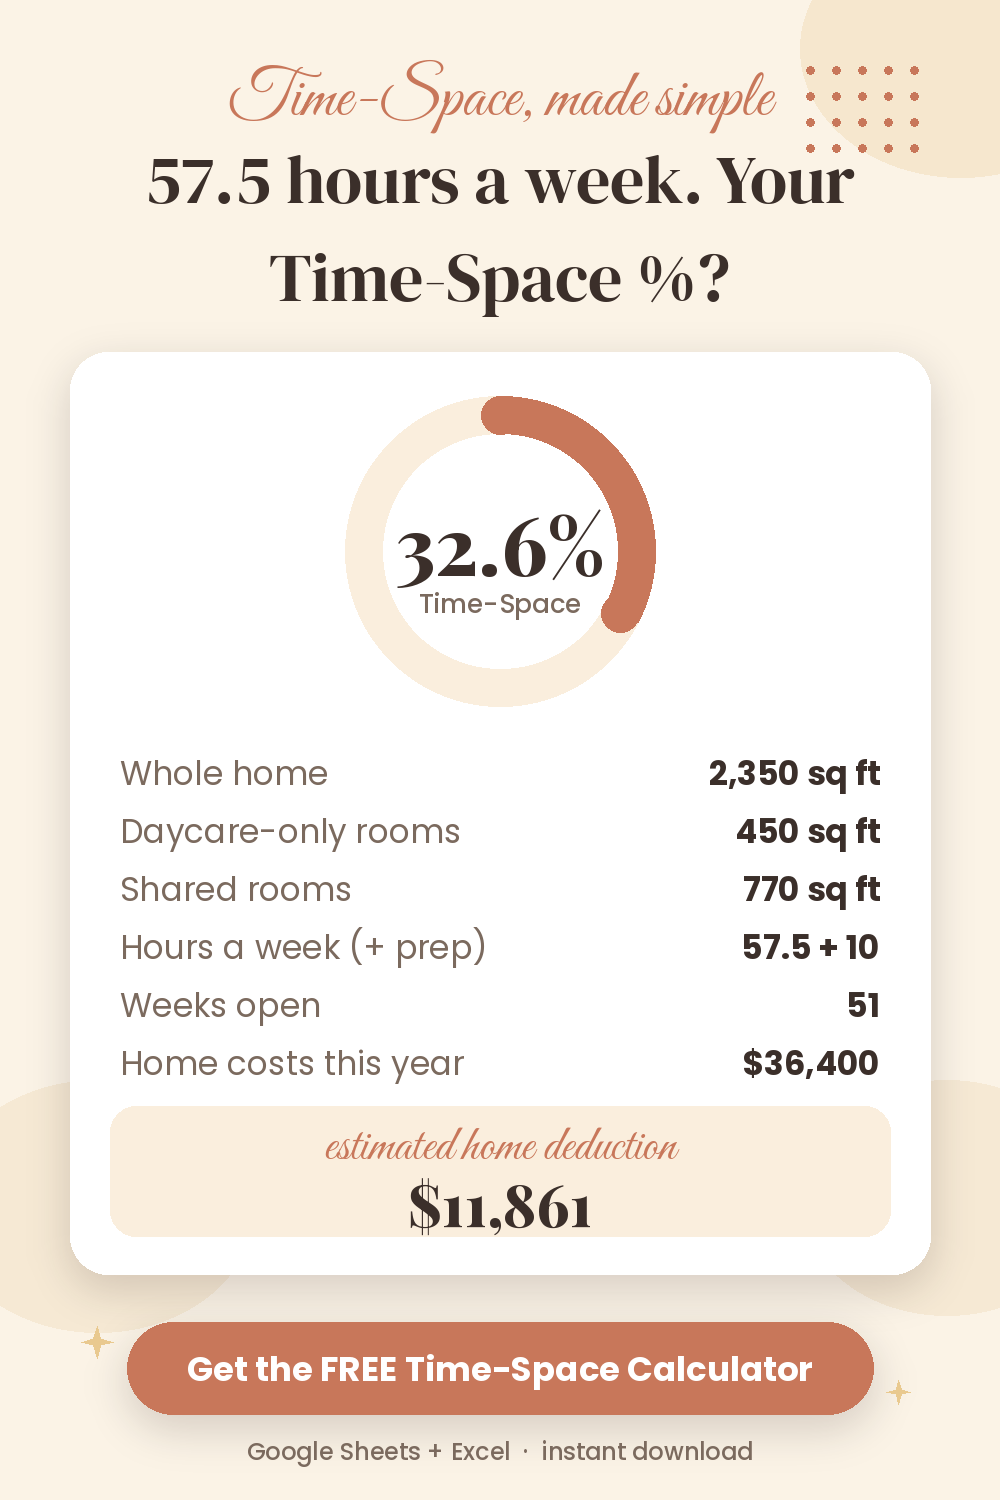 Time-Space, made simple
57.5 hours a week. Your
Time-Space %?
32.6%
Time-Space
Whole home 2,350 sq ft
Daycare-only rooms 450 sq ft
Shared rooms 770 sq ft
Hours a week (+ prep) 57.5 + 10
Weeks open 51
Home costs this year $36,400
estimated home deduction
$11,861
Get the FREE Time-Space Calculator
Google Sheets + Excel · instant download